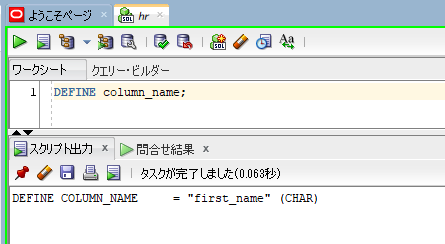 ようこそページ x hr x
SQL
Aa
ワークシート クエリー・ビルダー
1 DEFINE column_name;
スクリプト出力 x 問合せ結果 x
タスクが完了しました(0.063秒)
DEFINE COLUMN_NAME = "first_name" (CHAR)